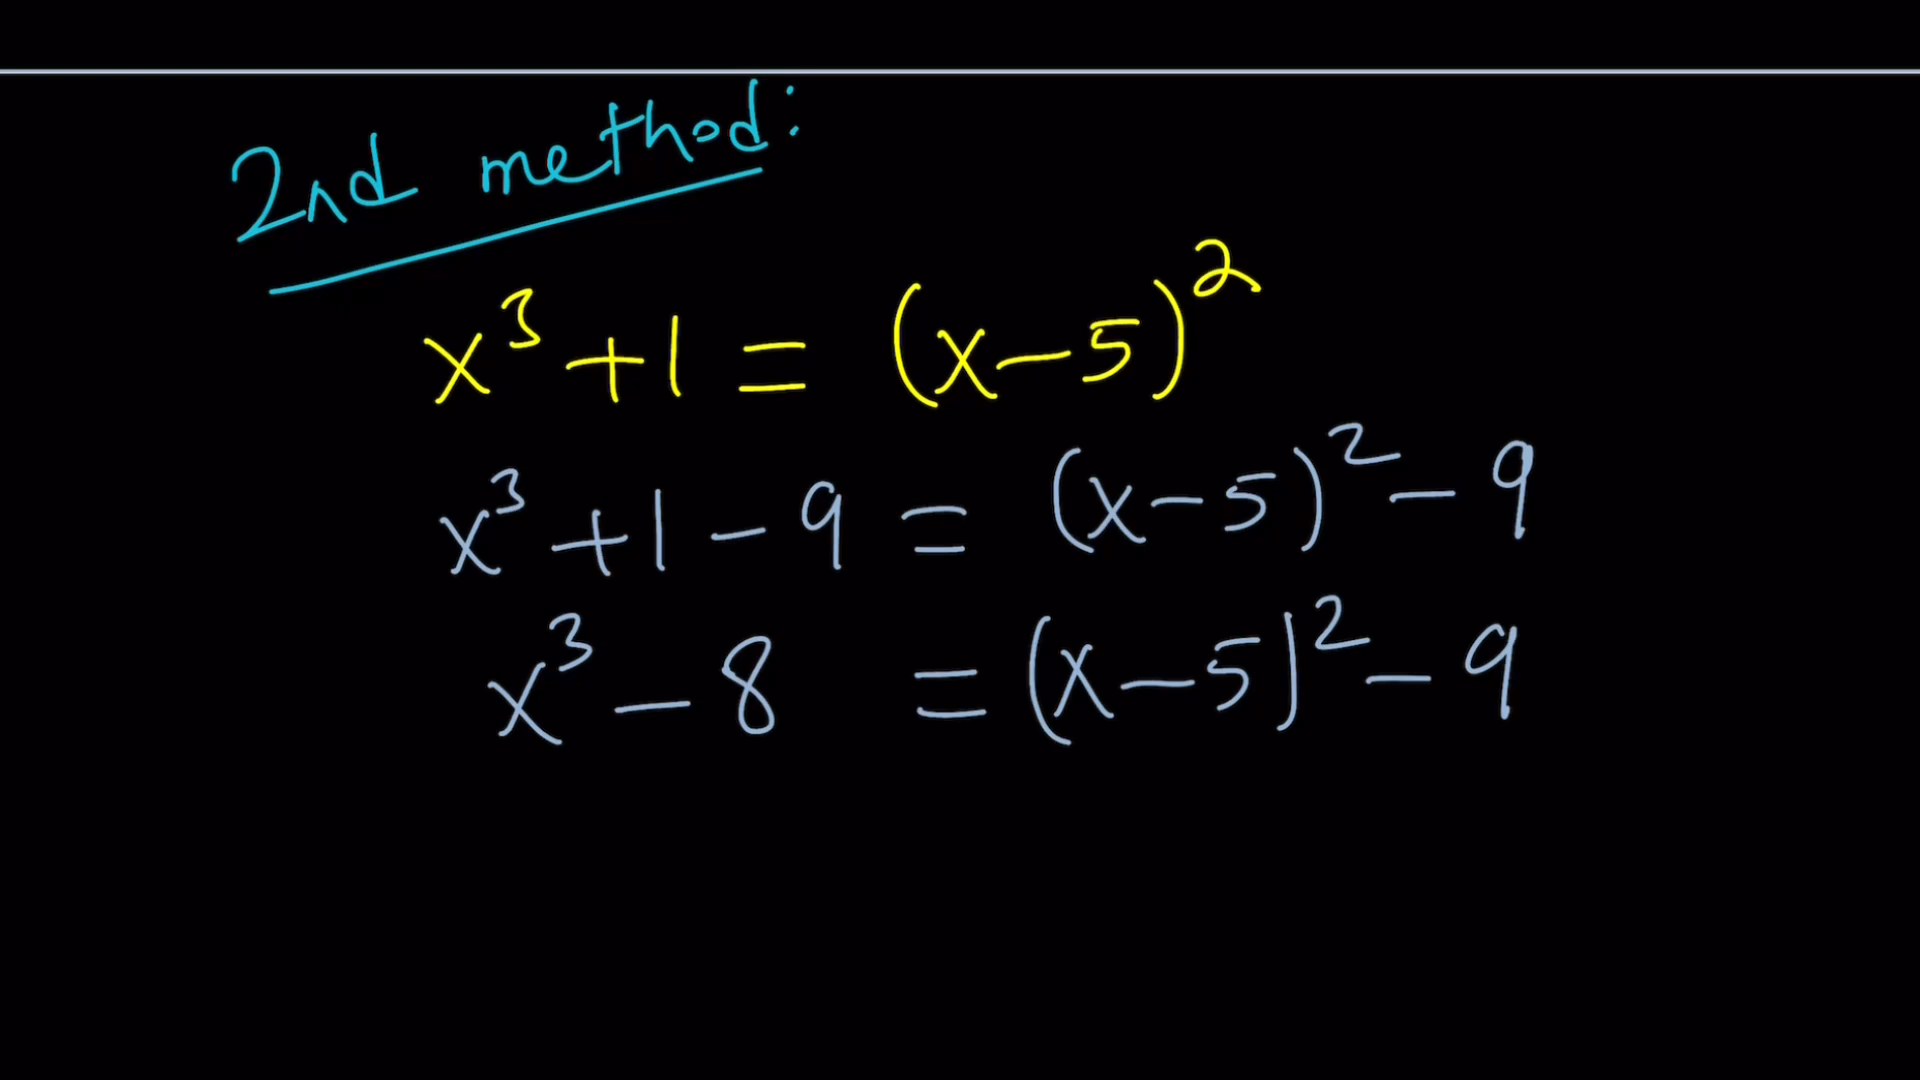 2nd method:
x³+1 = (x-5)²
x³+1-9 = (x-5)²-9
x³-8 = (x-5)²-9